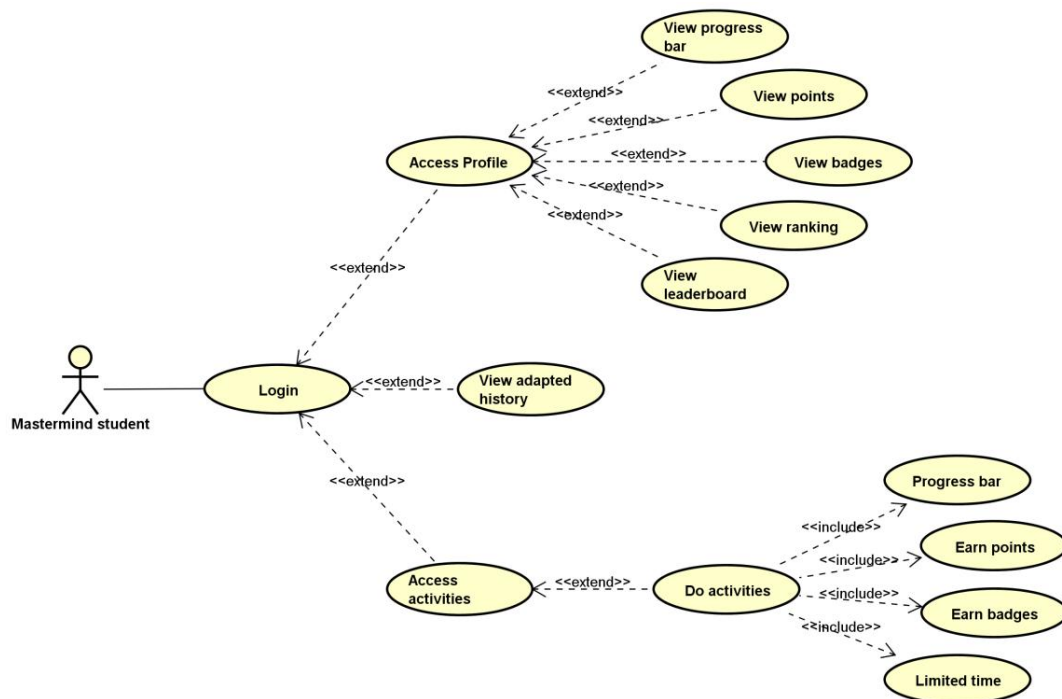 View progress
bar
<<extend>>
View points
<<extend>>
Access Profile
<<extend>>
View badges
<<extend>>
View ranking
<<extend>>
View
leaderboard
<<extend>>
Login
<<extend>>
View adapted
history
Mastermind student
<<extend>>
Progress bar
<<include>>
Earn points
<<include>>
Access
activities
<<extend>>
Do activities
<<include>>
Earn badges
<<include>>
Limited time